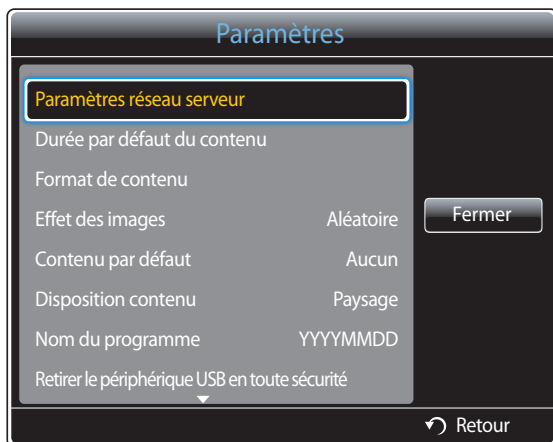 Paramètres
Paramètres réseau serveur
Durée par défaut du contenu
Format de contenu
Effet des images Aléatoire
Fermer
Contenu par défaut Aucun
Disposition contenu Paysage
Nom du programme YYYYMMDD
Retirer le périphérique USB en toute sécurité
Retour